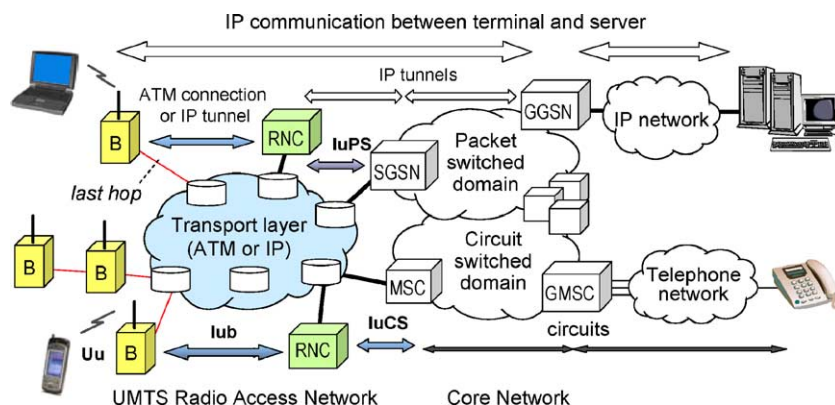 IP communication between terminal and server
IP tunnels
ATM connection
or IP tunnel
B
RNC
IuPS
SGSN
GGSN
IP network
Packet
switched
domain
last hop
Transport layer
(ATM or IP)
B
B
Circuit
switched
domain
MSC
GMSC
Telephone
network
Uu
B
Iub
RNC
IuCS
circuits
UMTS Radio Access Network
Core Network